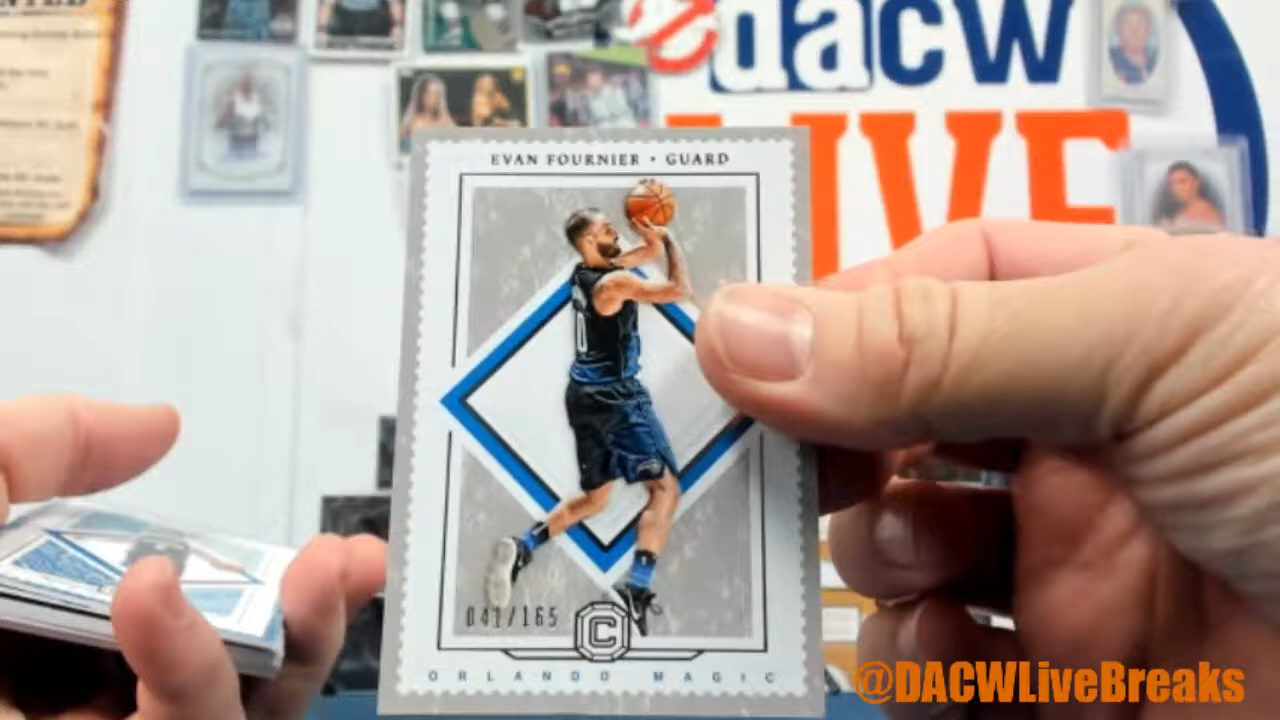 dacw
LIVE
EVAN FOURNIER • GUARD
041/165
C
ORLANDO MAGIC
@DACWLiveBreaks